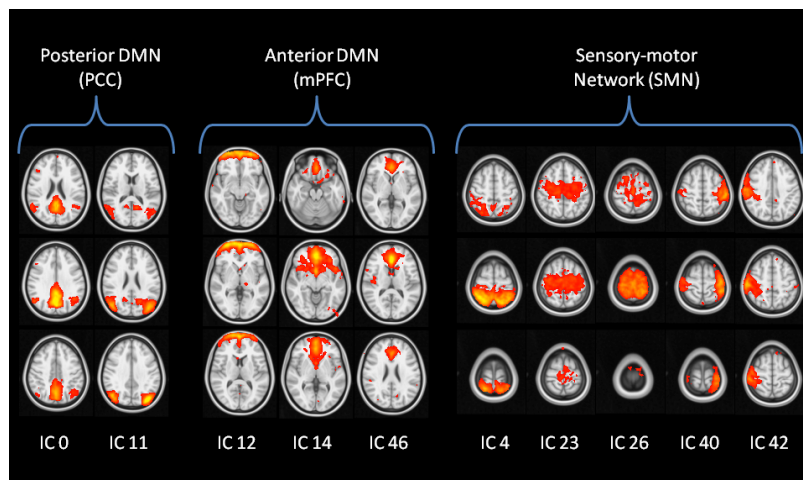 Posterior DMN
(PCC)
Anterior DMN
(mPFC)
Sensory-motor
Network (SMN)
IC 0
IC 11
IC 12
IC 14
IC 46
IC 4
IC 23
IC 26
IC 40
IC 42